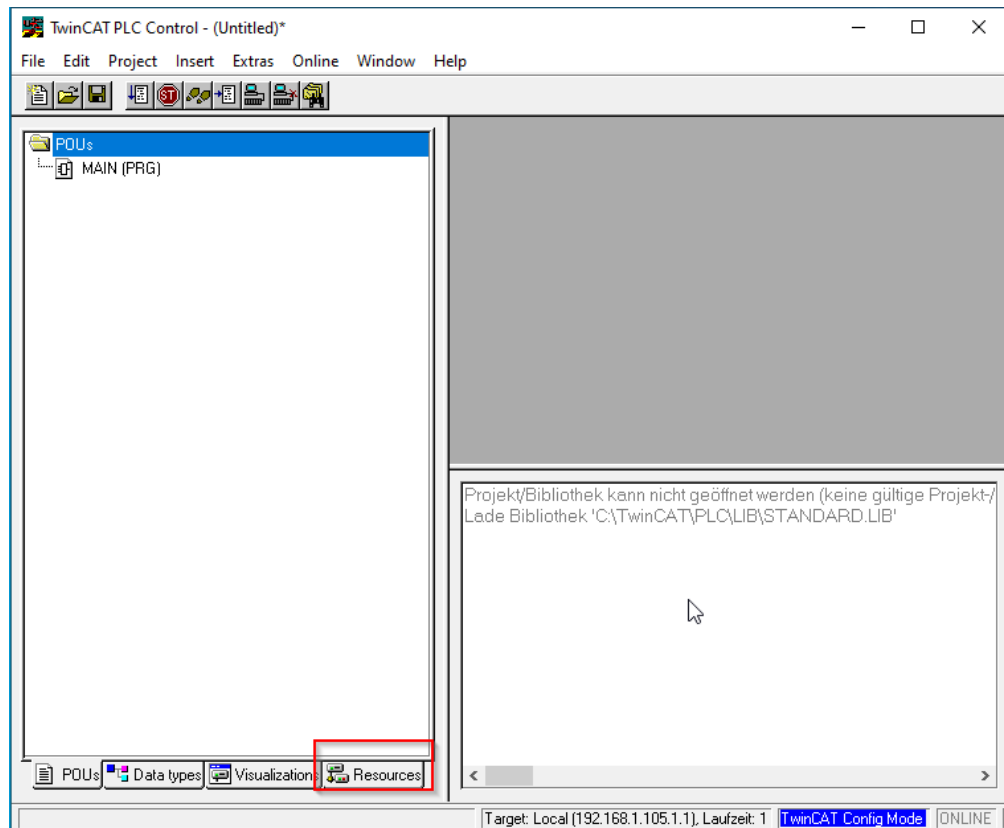 TwinCAT PLC Control - (Untitled)*
File Edit Project Insert Extras Online Window Help
ST
POUs
MAIN (PRG)
Projekt/Bibliothek kann nicht geöffnet werden (keine gültige Projekt-/
Lade Bibliothek 'C:\TwinCAT\PLC\LIB\STANDARD.LIB'
POUs Data types Visualizations Resources
Target: Local (192.168.1.105.1.1), Laufzeit: 1 TwinCAT Config Mode ONLINE